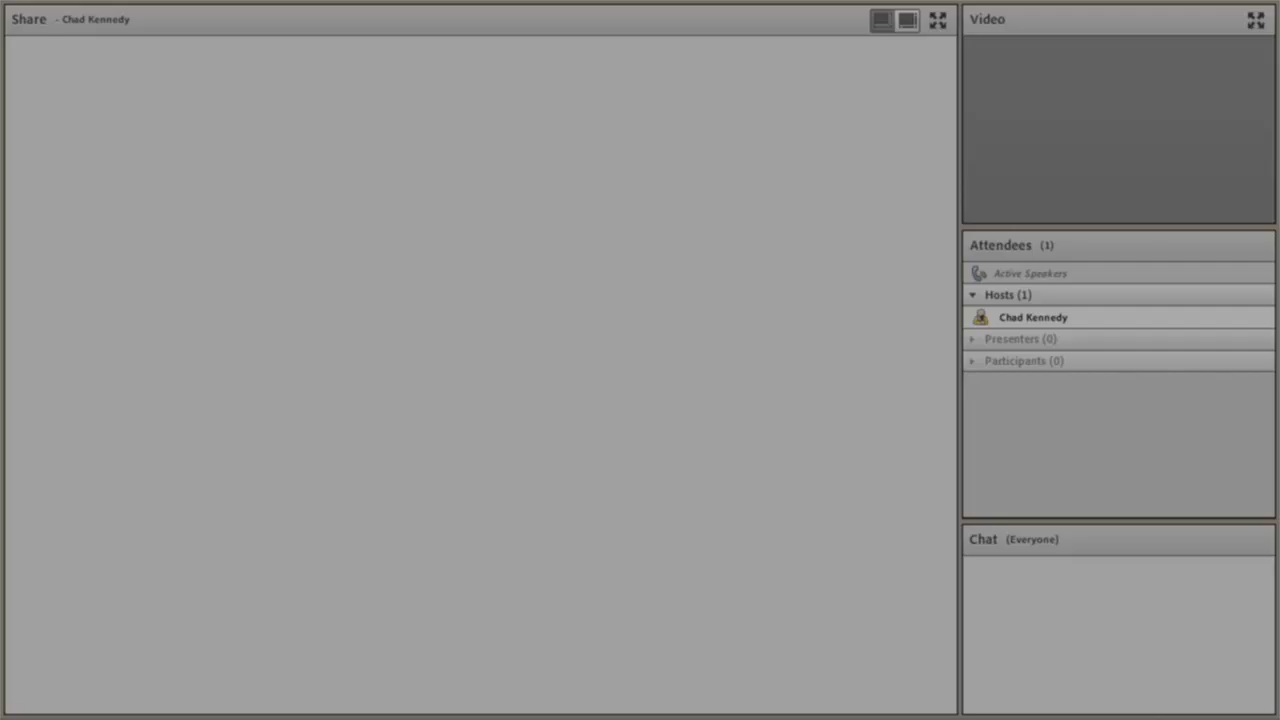 Share - Chad Kennedy
Video
Attendees (1)
Active Speakers
Hosts (1)
Chad Kennedy
Presenters (0)
Participants (0)
Chat (Everyone)